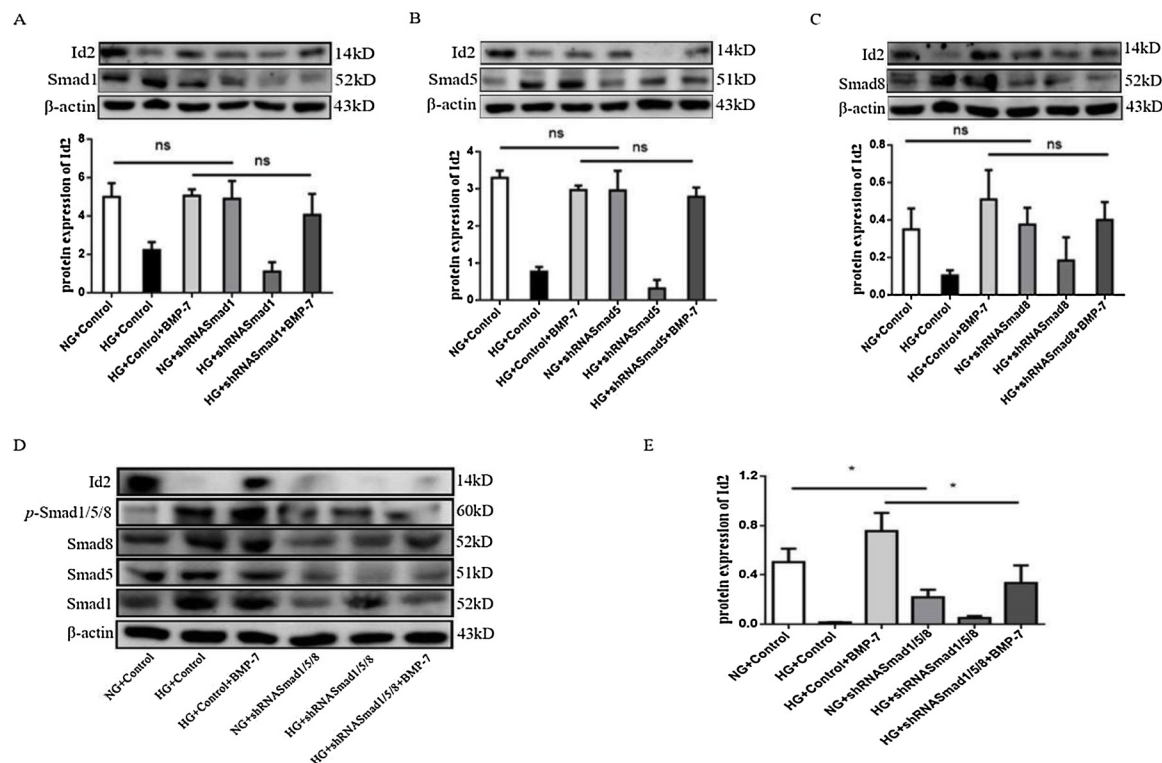 A
Id2 14kD
Smad1 52kD
β-actin 43kD
protein expression of Id2
8
6
4
2
0
ns
ns
NG+Control
HG+Control
HG+Control+BMP-7
NG+shRNASmad1
HG+shRNASmad1
HG+shRNASmad1+BMP-7
B
Id2 14kD
Smad5 51kD
β-actin 43kD
protein expression of Id2
4
3
2
1
0
ns
ns
NG+Control
HG+Control
HG+Control+BMP-7
NG+shRNASmad5
HG+shRNASmad5
HG+shRNASmad5+BMP-7
C
Id2 14kD
Smad8 52kD
β-actin 43kD
protein expression of Id2
0.8
0.6
0.4
0.2
0.0
ns
ns
NG+Control
HG+Control
HG+Control+BMP-7
NG+shRNASmad8
HG+shRNASmad8
HG+shRNASmad8+BMP-7
D
Id2 14kD
p-Smad1/5/8 60kD
Smad8 52kD
Smad5 51kD
Smad1 52kD
β-actin 43kD
NG+Control
HG+Control
HG+Control+BMP-7
NG+shRNASmad1/5/8
HG+shRNASmad1/5/8
HG+shRNASmad1/5/8+BMP-7
E
protein expression of Id2
1.2
0.8
0.4
0.0
*
*
NG+Control
HG+Control
HG+Control+BMP-7
NG+shRNASmad1/5/8
HG+shRNASmad1/5/8
HG+shRNASmad1/5/8+BMP-7